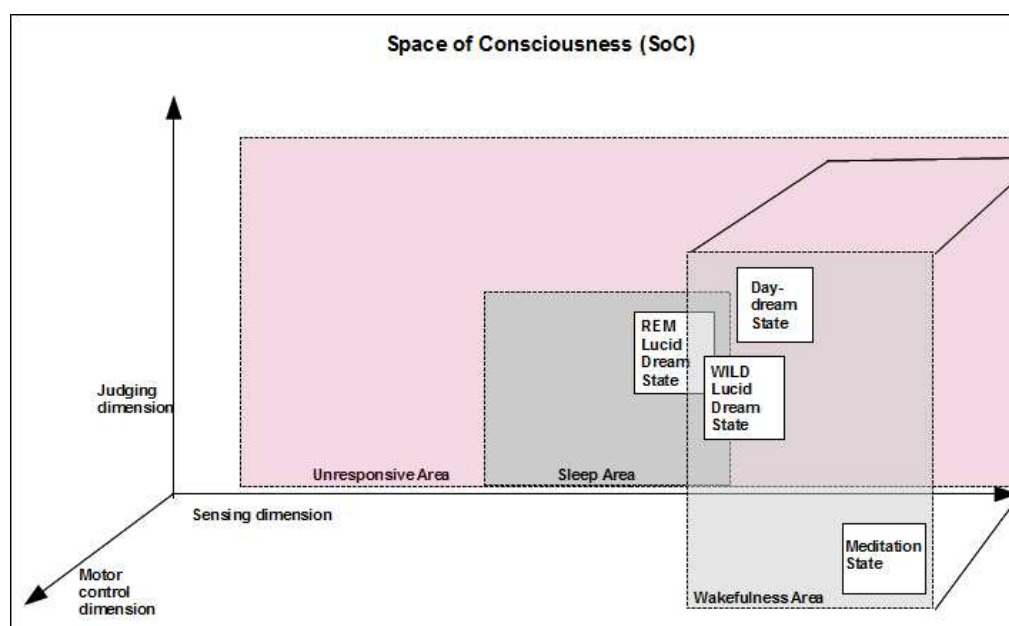 Space of Consciousness (SoC)
Day-
dream
State
REM
Lucid
Dream
State
WILD
Lucid
Dream
State
Judging
dimension
Unresponsive Area
Sleep Area
Sensing dimension
Meditation
State
Motor
control
dimension
Wakefulness Area